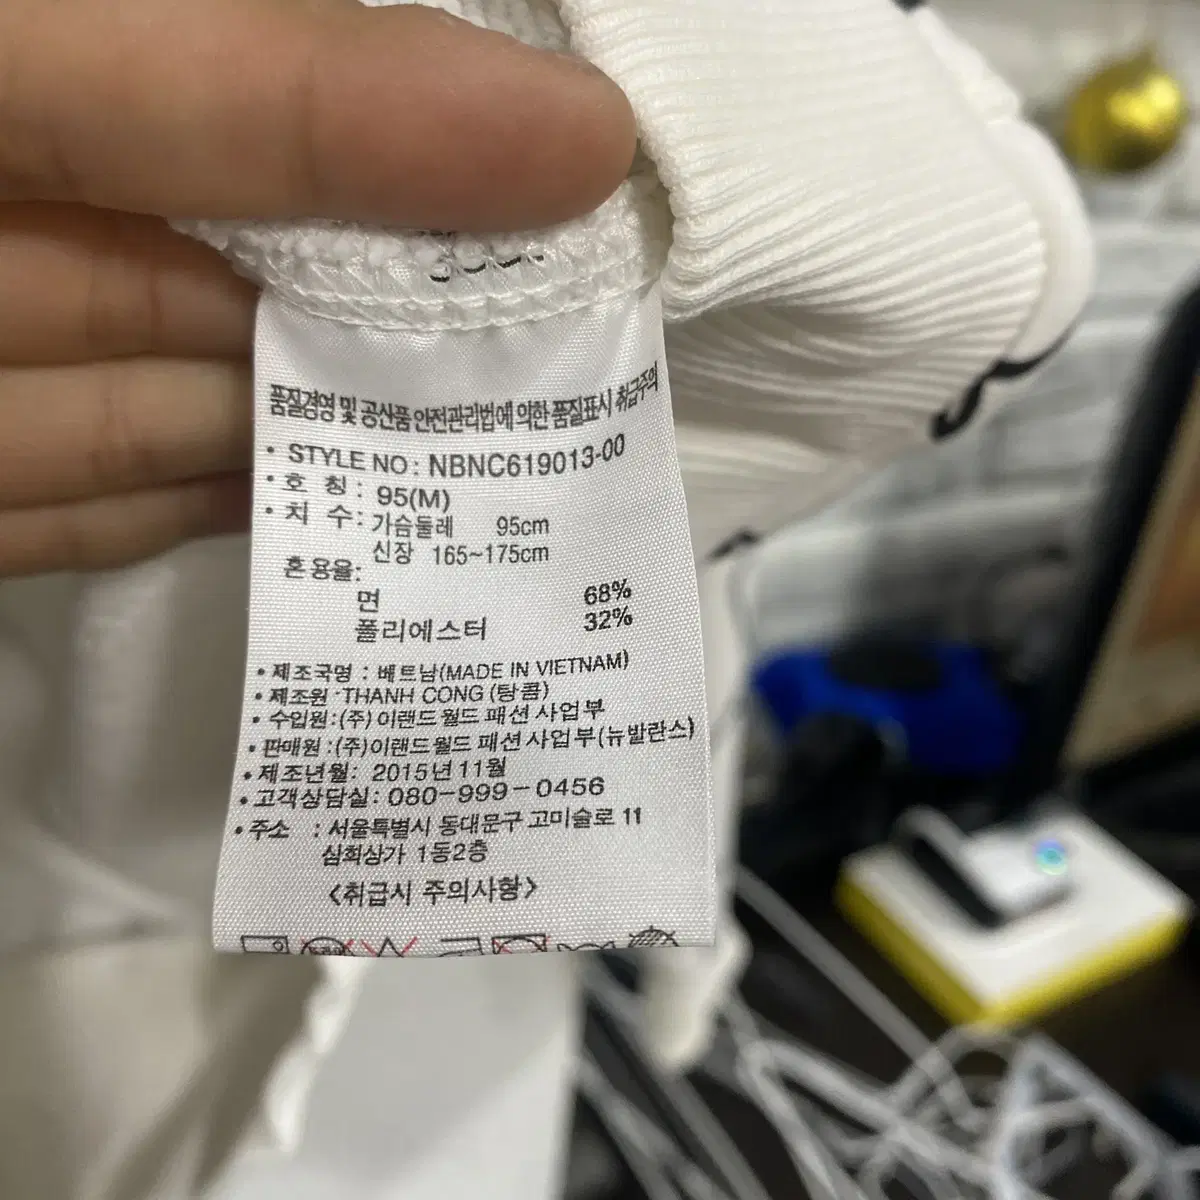 품질경영 및 공산품 안전관리법에 의한 품질표시 취급주의
• STYLE NO : NBNC619013-00
• 호 칭 : 95(M)
• 치 수 : 가슴둘레 95cm
신장 165~175cm
혼용율:
면 68%
폴리에스터 32%
• 제조국명 : 베트남(MADE IN VIETNAM)
• 제조원 THANH CONG (탕콤)
• 수입원:(주)이랜드월드 패션 사업부
• 판매원 :(주)이랜드월드 패션 사업부(뉴발란스)
• 제조년월: 2015년 11월
• 고객상담실: 080-999-0456
• 주소 : 서울특별시 동대문구 고미술로 11
삼희상가 1동2층
<취급시 주의사항>